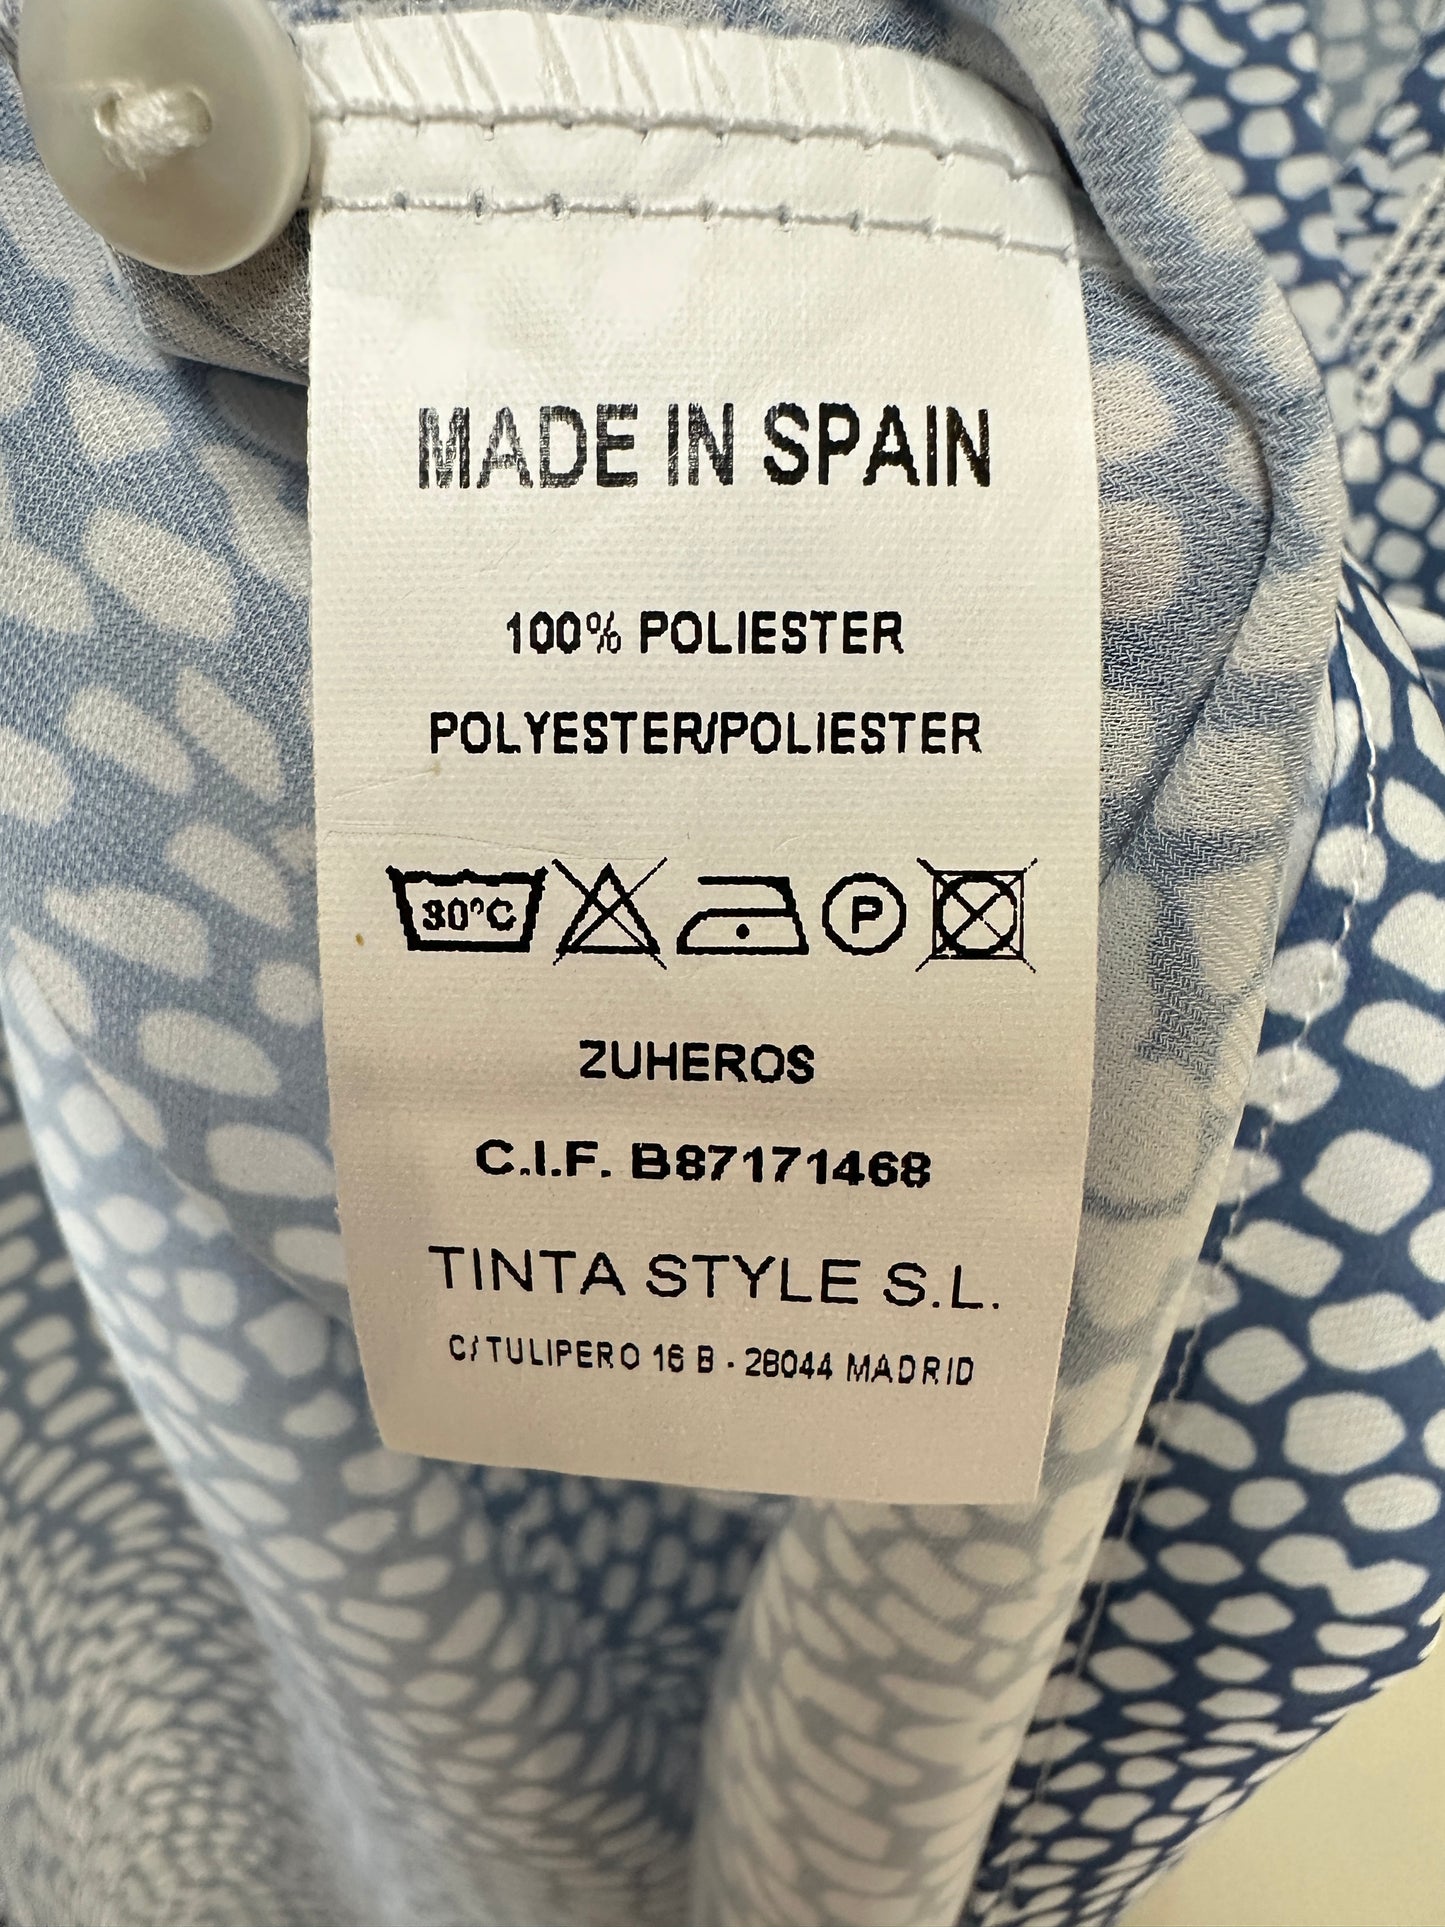 MADE IN SPAIN
100% POLIESTER
POLYESTER/POLIESTER
30°C P
ZUHEROS
C.I.F. B87171468
TINTA STYLE S.L.
C/ TULIPERO 16 B - 28044 MADRID